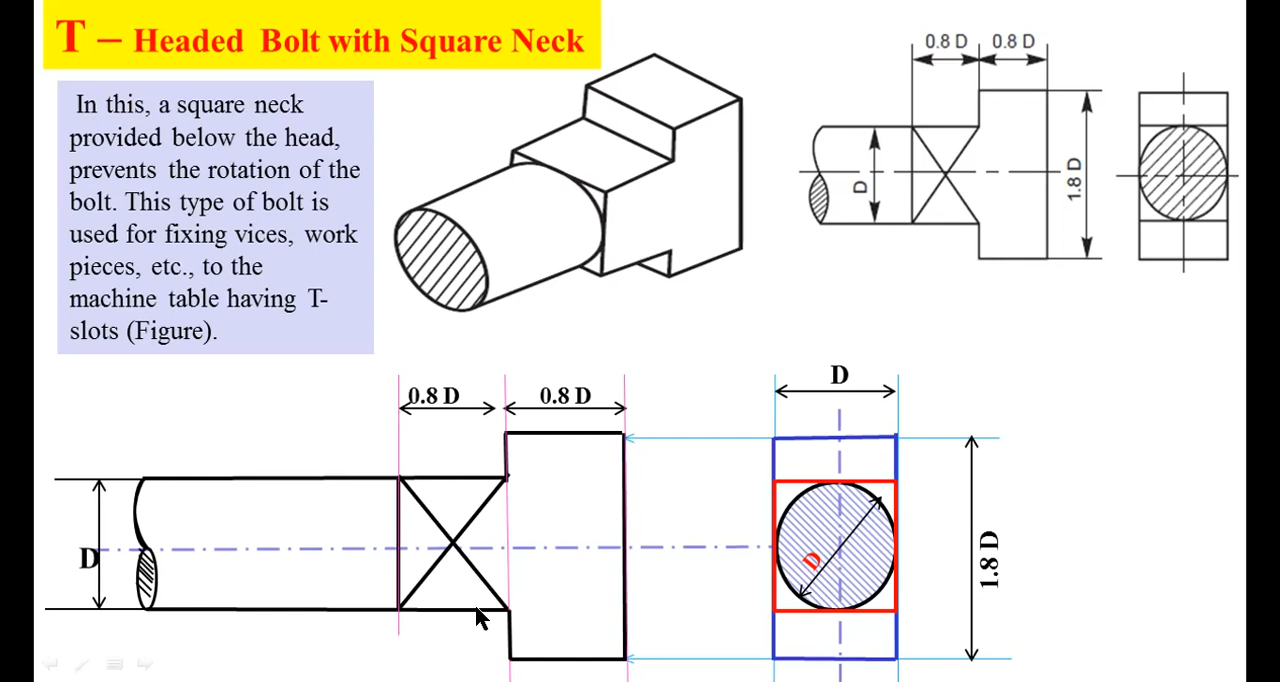 T – Headed Bolt with Square Neck
In this, a square neck
provided below the head,
prevents the rotation of the
bolt. This type of bolt is
used for fixing vices, work
pieces, etc., to the
machine table having T-
slots (Figure).
0.8 D
0.8 D
D
1.8 D
0.8 D
0.8 D
D
D
D
1.8 D